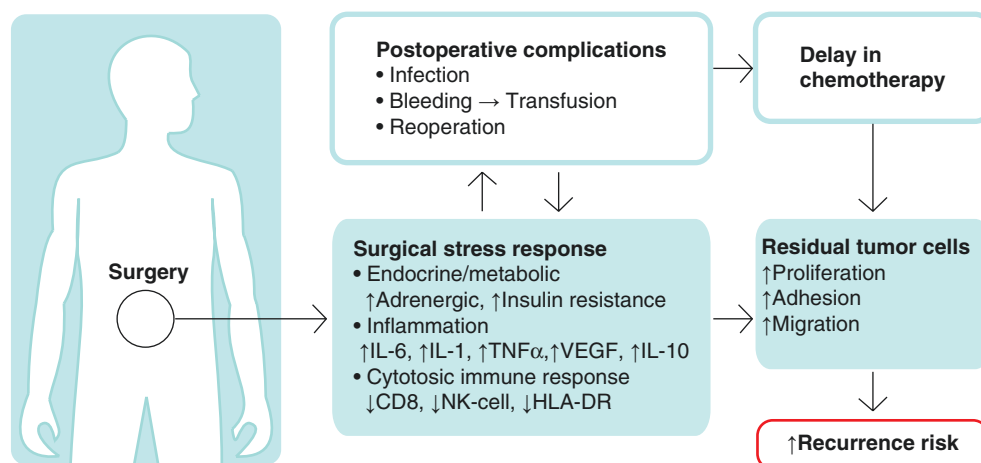 Postoperative complications
• Infection
• Bleeding → Transfusion
• Reoperation
Delay in
chemotherapy
Surgery
Surgical stress response
• Endocrine/metabolic
↑Adrenergic, ↑Insulin resistance
• Inflammation
↑IL-6, ↑IL-1, ↑TNFα,↑VEGF, ↑IL-10
• Cytotosic immune response
↓CD8, ↓NK-cell, ↓HLA-DR
Residual tumor cells
↑Proliferation
↑Adhesion
↑Migration
↑Recurrence risk